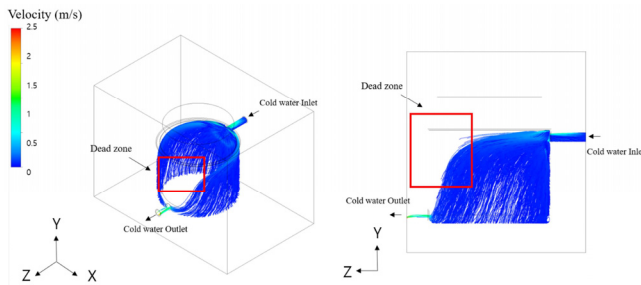 Velocity (m/s)
2.5
2
1.5
1
0.5
0
Cold water Inlet
Dead zone
Cold water Outlet
Y
Z
X
Dead zone
Cold water Inlet
Cold water Outlet
Y
Z